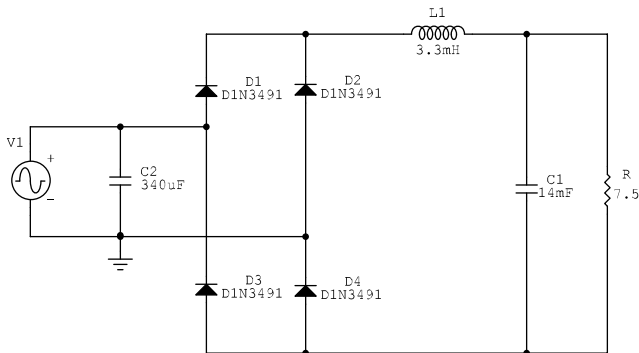 L1
3.3mH
D1
D1N3491
D2
D1N3491
V1
+
−
C2
340uF
C1
14mF
R
7.5
D3
D1N3491
D4
D1N3491